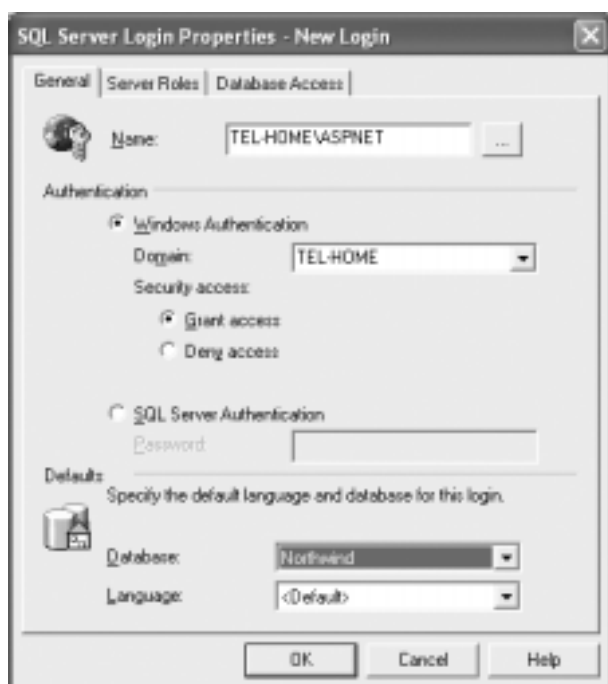 SQL Server Login Properties - New Login
General Server Roles Database Access
Name: TEL-HOME\ASPNET ...
Authentication
Windows Authentication
Domain: TEL-HOME
Security access:
Grant access
Deny access
SQL Server Authentication
Password:
Defaults
Specify the default language and database for this login.
Database: Northwind
Language: <Default>
OK Cancel Help